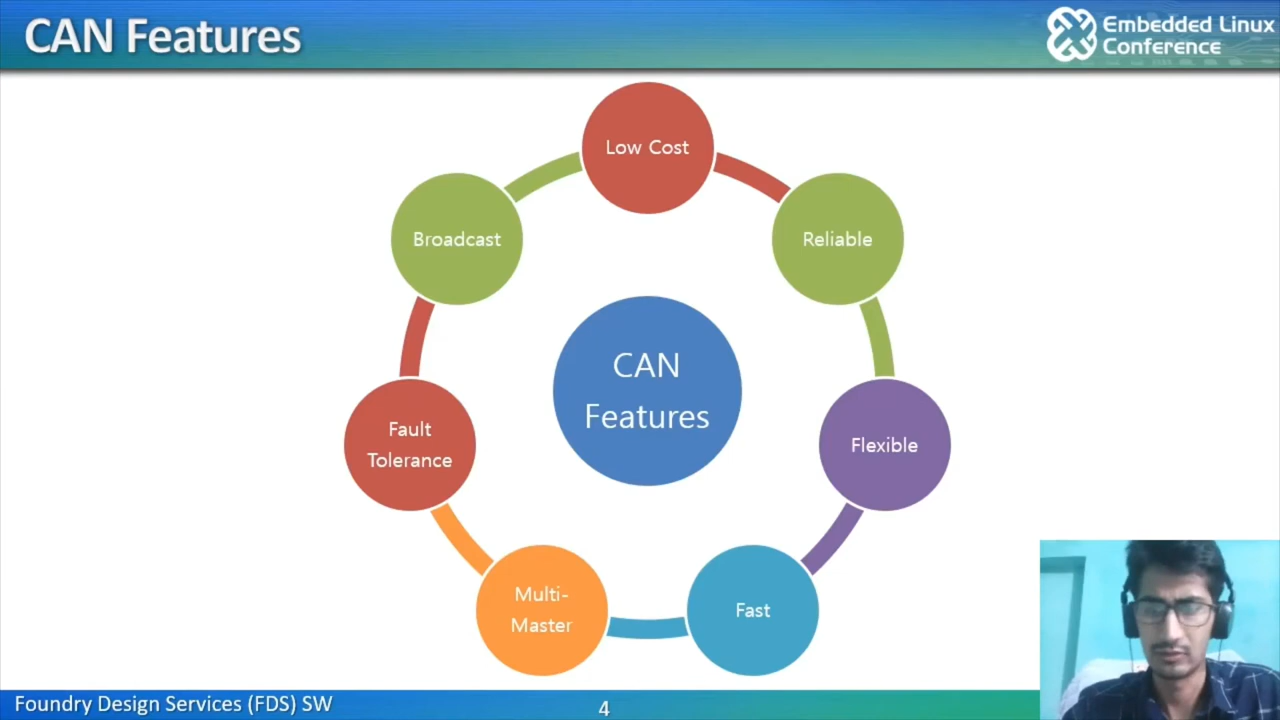 CAN Features
Embedded Linux
Conference
Low Cost
Broadcast
Reliable
CAN
Features
Fault
Tolerance
Flexible
Multi-
Master
Fast
Foundry Design Services (FDS) SW
4